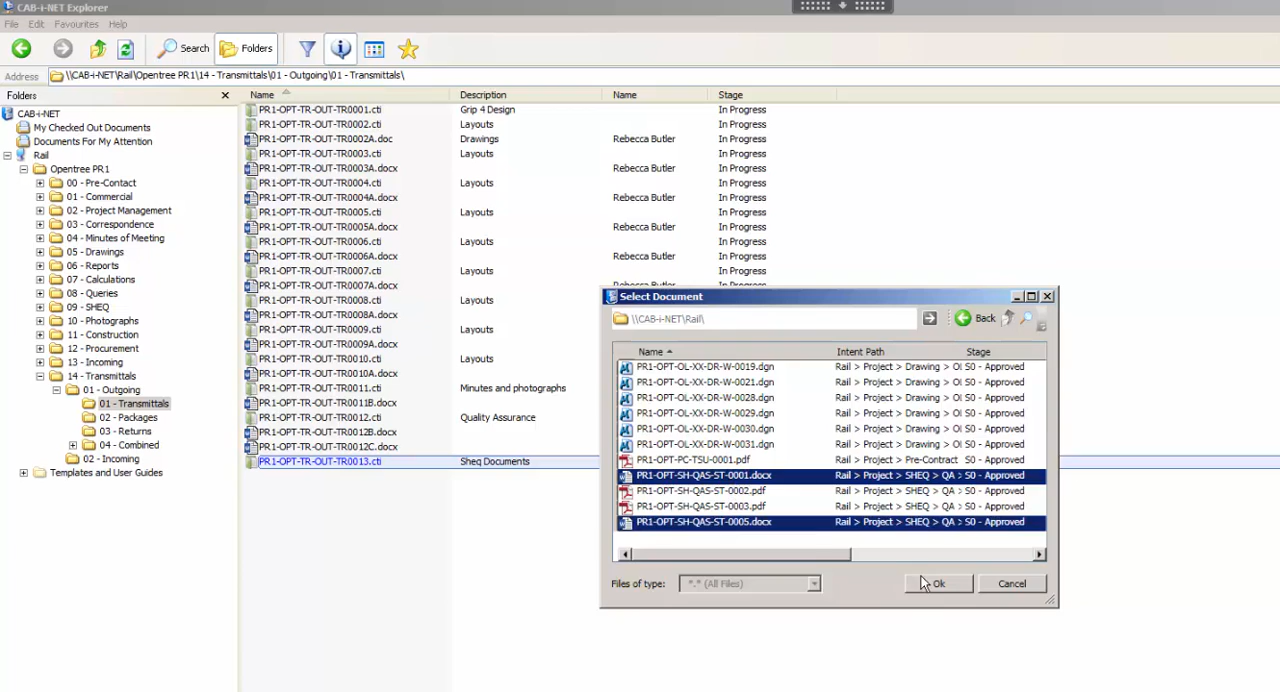 CAB-i-NET Explorer
File Edit Favourites Help
Search Folders
Address \\CAB-i-NET\Rail\Opentree PR1\14 - Transmittals\01 - Outgoing\01 - Transmittals\
Folders
CAB-i-NET
My Checked Out Documents
Documents For My Attention
Rail
Opentree PR1
00 - Pre-Contact
01 - Commercial
02 - Project Management
03 - Correspondence
04 - Minutes of Meeting
05 - Drawings
06 - Reports
07 - Calculations
08 - Queries
09 - SHEQ
10 - Photographs
11 - Construction
12 - Procurement
13 - Incoming
14 - Transmittals
01 - Outgoing
01 - Transmittals
02 - Packages
03 - Returns
04 - Combined
02 - Incoming
Templates and User Guides
Name Description Name Stage
PR1-OPT-TR-OUT-TR0001.cti Grip 4 Design In Progress
PR1-OPT-TR-OUT-TR0002.cti Layouts In Progress
PR1-OPT-TR-OUT-TR0002A.doc Drawings Rebecca Butler In Progress
PR1-OPT-TR-OUT-TR0003.cti Layouts In Progress
PR1-OPT-TR-OUT-TR0003A.docx Rebecca Butler In Progress
PR1-OPT-TR-OUT-TR0004.cti Layouts In Progress
PR1-OPT-TR-OUT-TR0004A.docx Rebecca Butler In Progress
PR1-OPT-TR-OUT-TR0005.cti Layouts In Progress
PR1-OPT-TR-OUT-TR0005A.docx Rebecca Butler In Progress
PR1-OPT-TR-OUT-TR0006.cti Layouts In Progress
PR1-OPT-TR-OUT-TR0006A.docx Rebecca Butler In Progress
PR1-OPT-TR-OUT-TR0007.cti Layouts In Progress
PR1-OPT-TR-OUT-TR0007A.docx Rebecca Butler In Progress
PR1-OPT-TR-OUT-TR0008.cti Layouts
PR1-OPT-TR-OUT-TR0008A.docx
PR1-OPT-TR-OUT-TR0009.cti Layouts
PR1-OPT-TR-OUT-TR0009A.docx
PR1-OPT-TR-OUT-TR0010.cti Layouts
PR1-OPT-TR-OUT-TR0010A.docx
PR1-OPT-TR-OUT-TR0011.cti Minutes and photographs
PR1-OPT-TR-OUT-TR0011B.docx
PR1-OPT-TR-OUT-TR0012.cti Quality Assurance
PR1-OPT-TR-OUT-TR0012B.docx
PR1-OPT-TR-OUT-TR0012C.docx
PR1-OPT-TR-OUT-TR0013.cti Sheq Documents
Select Document
\\CAB-i-NET\Rail\ Back
Name Intent Path Stage
PR1-OPT-OL-XX-DR-W-0019.dgn Rail > Project > Drawing > Ol S0 - Approved
PR1-OPT-OL-XX-DR-W-0021.dgn Rail > Project > Drawing > Ol S0 - Approved
PR1-OPT-OL-XX-DR-W-0028.dgn Rail > Project > Drawing > Ol S0 - Approved
PR1-OPT-OL-XX-DR-W-0029.dgn Rail > Project > Drawing > Ol S0 - Approved
PR1-OPT-OL-XX-DR-W-0030.dgn Rail > Project > Drawing > Ol S0 - Approved
PR1-OPT-OL-XX-DR-W-0031.dgn Rail > Project > Drawing > Ol S0 - Approved
PR1-OPT-PC-TSU-0001.pdf Rail > Project > Pre-Contract S0 - Approved
PR1-OPT-SH-QAS-ST-0001.docx Rail > Project > SHEQ > QA > S0 - Approved
PR1-OPT-SH-QAS-ST-0002.pdf Rail > Project > SHEQ > QA > S0 - Approved
PR1-OPT-SH-QAS-ST-0003.pdf Rail > Project > SHEQ > QA > S0 - Approved
PR1-OPT-SH-QAS-ST-0005.docx Rail > Project > SHEQ > QA > S0 - Approved
Files of type: *.* (All Files) Ok Cancel